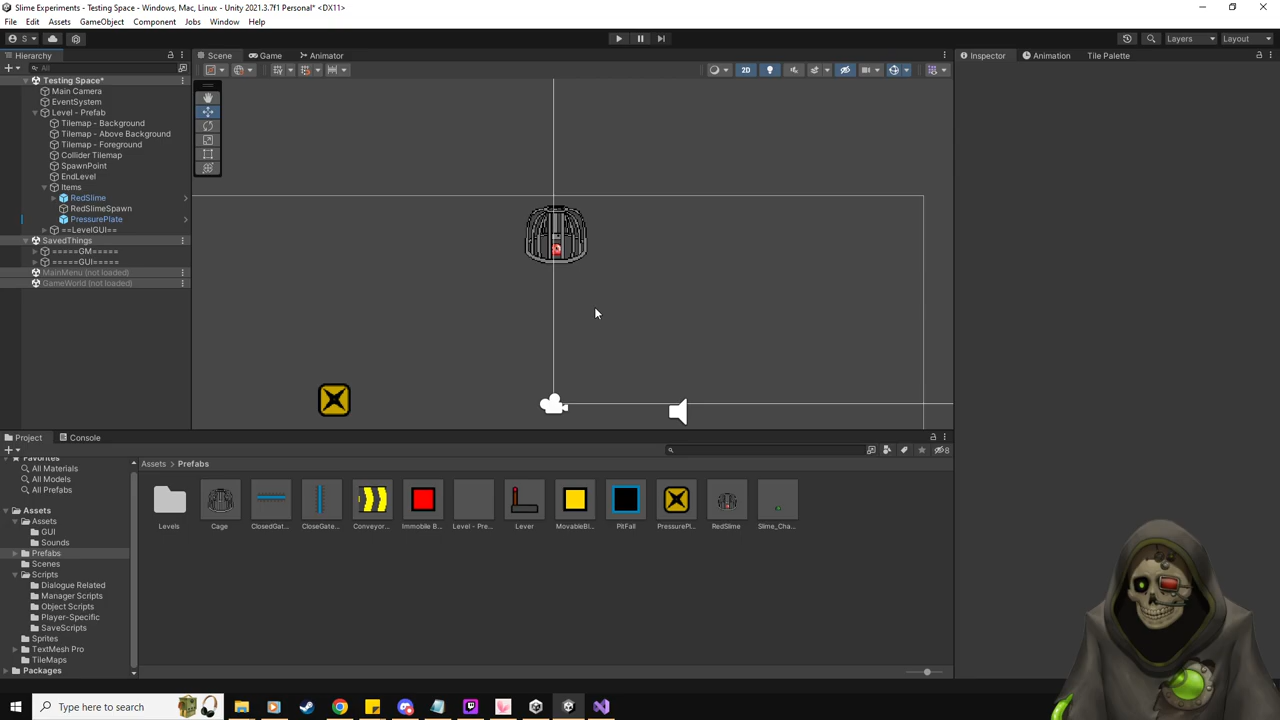 Slime Experiments - Testing Space - Windows, Mac, Linux - Unity 2021.3.7f1 Personal* <DX11>
File Edit Assets GameObject Component Jobs Window Help
S Layers Layout
Hierarchy Scene Game Animator Inspector Animation Tile Palette
All 2D
Testing Space*
Main Camera
EventSystem
Level - Prefab
Tilemap - Background
Tilemap - Above Background
Tilemap - Foreground
Collider Tilemap
SpawnPoint
EndLevel
Items
RedSlime
RedSlimeSpawn
PressurePlate
==LevelGUI==
SavedThings
=====GM=====
=====GUI=====
MainMenu (not loaded)
GameWorld (not loaded)
Project Console
8
Favorites
All Materials
All Models
All Prefabs
Assets
Assets
GUI
Sounds
Prefabs
Scenes
Scripts
Dialogue Related
Manager Scripts
Object Scripts
Player-Specific
SaveScripts
Sprites
TextMesh Pro
TileMaps
Packages
Assets > Prefabs
Levels Cage ClosedGat... CloseGate... Conveyor... Immobile B... Level - Pre... Lever MovableBl... PitFall PressurePl... RedSlime Slime_Cha...
Type here to search